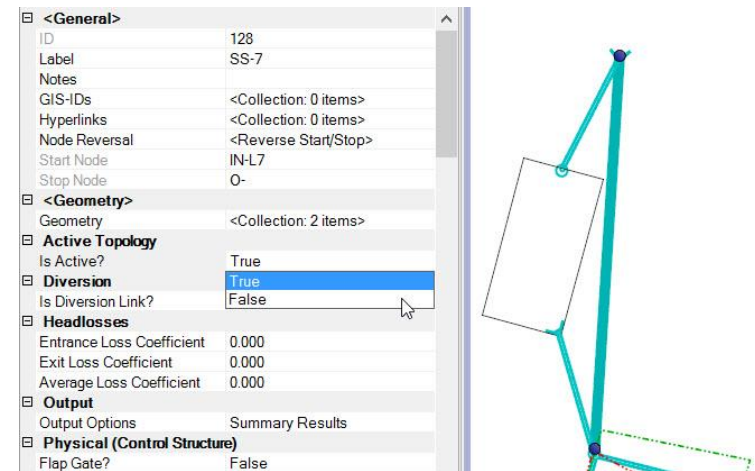 <General>
ID 128
Label SS-7
Notes
GIS-IDs <Collection: 0 items>
Hyperlinks <Collection: 0 items>
Node Reversal <Reverse Start/Stop>
Start Node IN-L7
Stop Node O-
<Geometry>
Geometry <Collection: 2 items>
Active Topology
Is Active? True
Diversion True
Is Diversion Link? False
Headlosses
Entrance Loss Coefficient 0.000
Exit Loss Coefficient 0.000
Average Loss Coefficient 0.000
Output
Output Options Summary Results
Physical (Control Structure)
Flap Gate? False